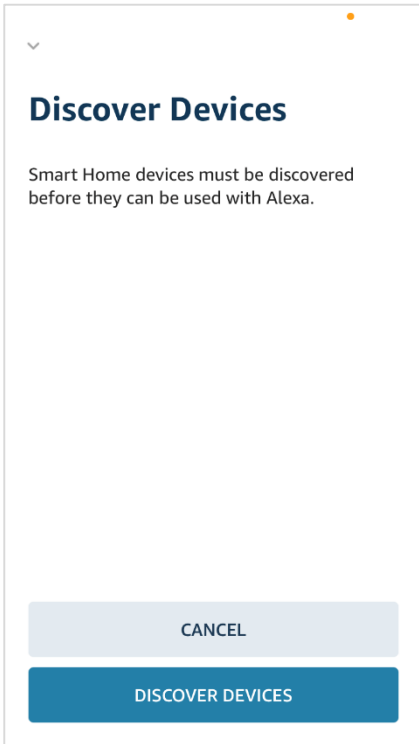 Discover Devices
Smart Home devices must be discovered
before they can be used with Alexa.
CANCEL
DISCOVER DEVICES